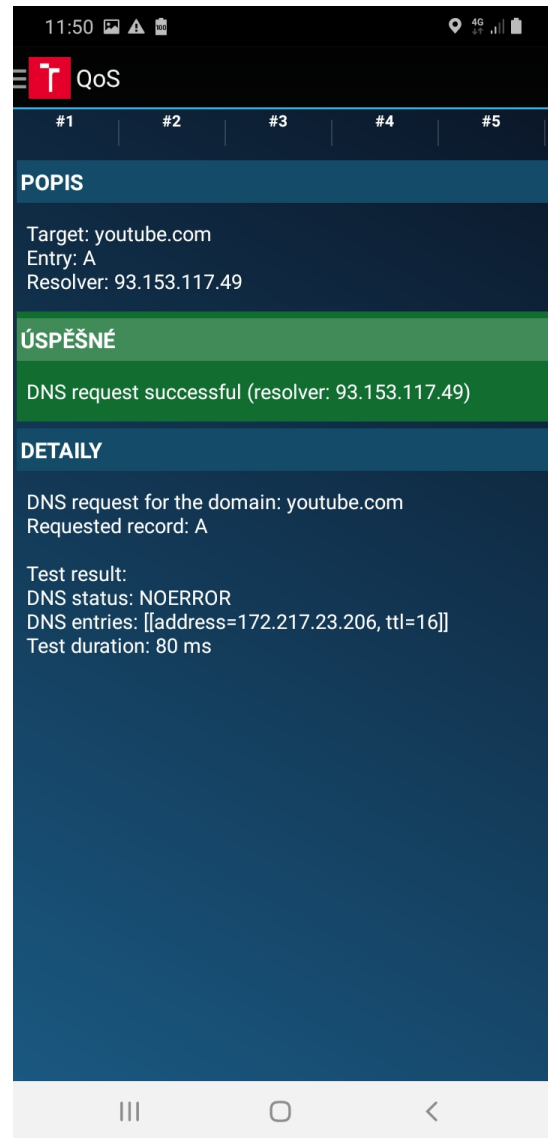 11:50
100
4G
QoS
#1 #2 #3 #4 #5
POPIS
Target: youtube.com
Entry: A
Resolver: 93.153.117.49
ÚSPĚŠNÉ
DNS request successful (resolver: 93.153.117.49)
DETAILY
DNS request for the domain: youtube.com
Requested record: A
Test result:
DNS status: NOERROR
DNS entries: [[address=172.217.23.206, ttl=16]]
Test duration: 80 ms